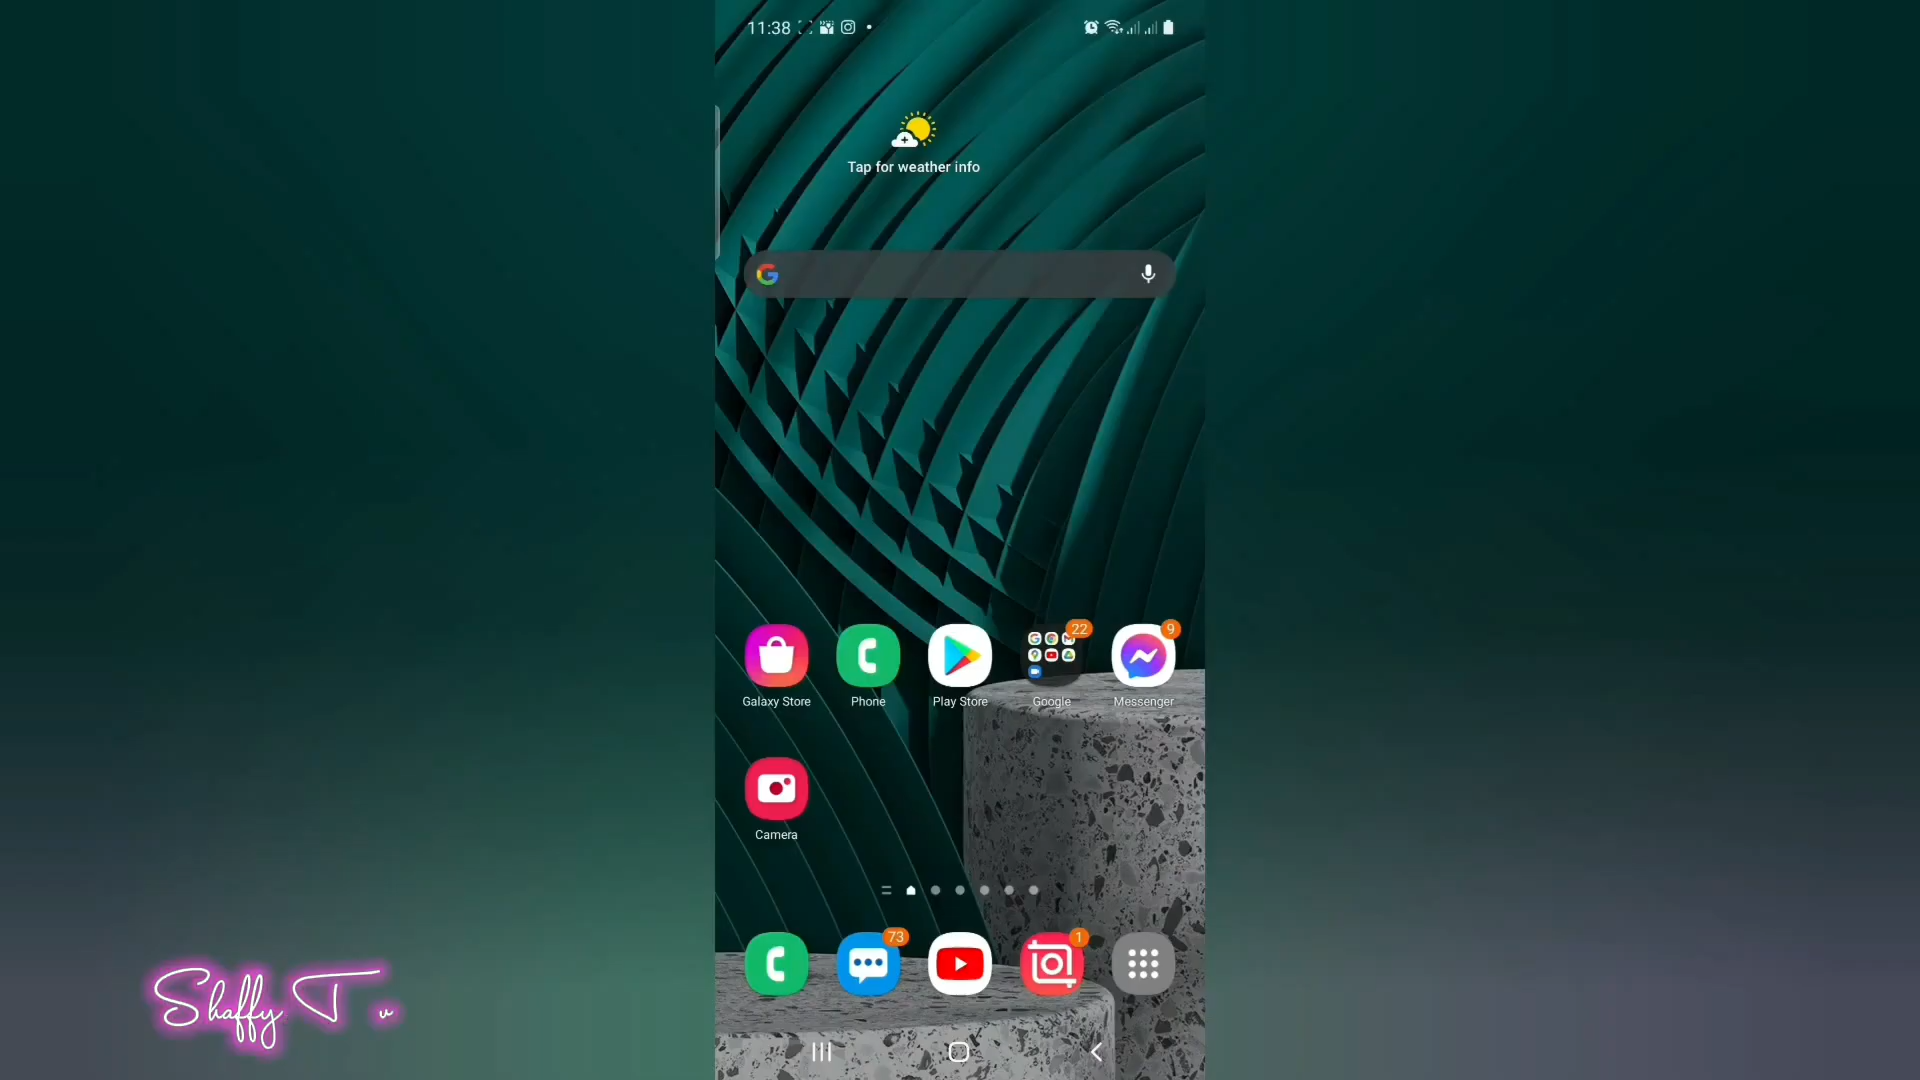 11:38
Tap for weather info
22
9
Galaxy Store
Phone
Play Store
Google
Messenger
Camera
73
1
Shaffy T u